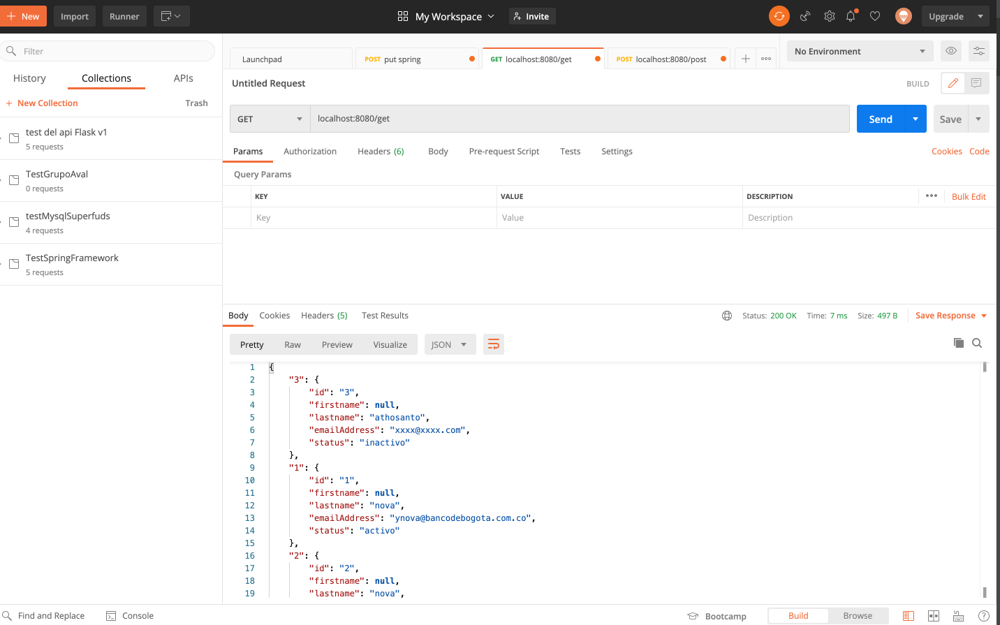 New Import Runner My Workspace Invite Upgrade
Filter
History Collections APIs
New Collection Trash
test del api Flask v1
5 requests
TestGrupoAval
0 requests
testMysqlSuperfuds
4 requests
TestSpringFramework
5 requests
Launchpad POST put spring GET localhost:8080/get POST localhost:8080/post No Environment
Untitled Request BUILD
GET localhost:8080/get Send Save
Params Authorization Headers (6) Body Pre-request Script Tests Settings Cookies Code
Query Params
KEY VALUE DESCRIPTION Bulk Edit
Key Value Description
Body Cookies Headers (5) Test Results Status: 200 OK Time: 7 ms Size: 497 B Save Response
Pretty Raw Preview Visualize JSON
1 {
2 "3": {
3 "id": "3",
4 "firstname": null,
5 "lastname": "athosanto",
6 "emailAddress": "xxxx@xxxx.com",
7 "status": "inactivo"
8 },
9 "1": {
10 "id": "1",
11 "firstname": null,
12 "lastname": "nova",
13 "emailAddress": "ynova@bancodebogota.com.co",
14 "status": "activo"
15 },
16 "2": {
17 "id": "2",
18 "firstname": null,
19 "lastname": "nova",
Find and Replace Console Bootcamp Build Browse